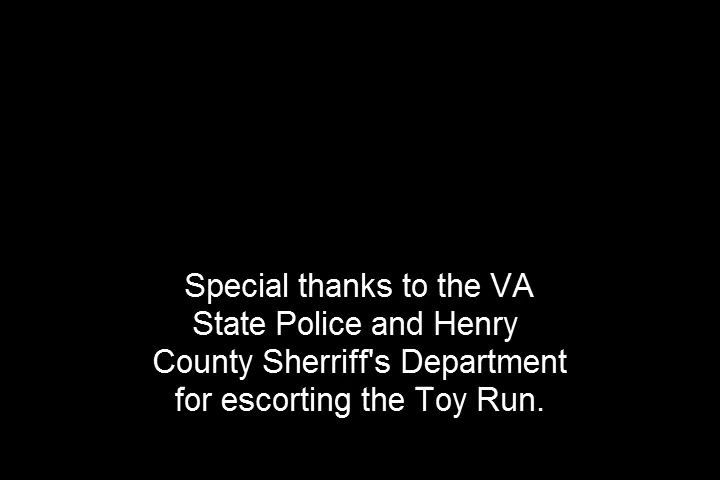 Special thanks to the VA
State Police and Henry
County Sherriff's Department
for escorting the Toy Run.